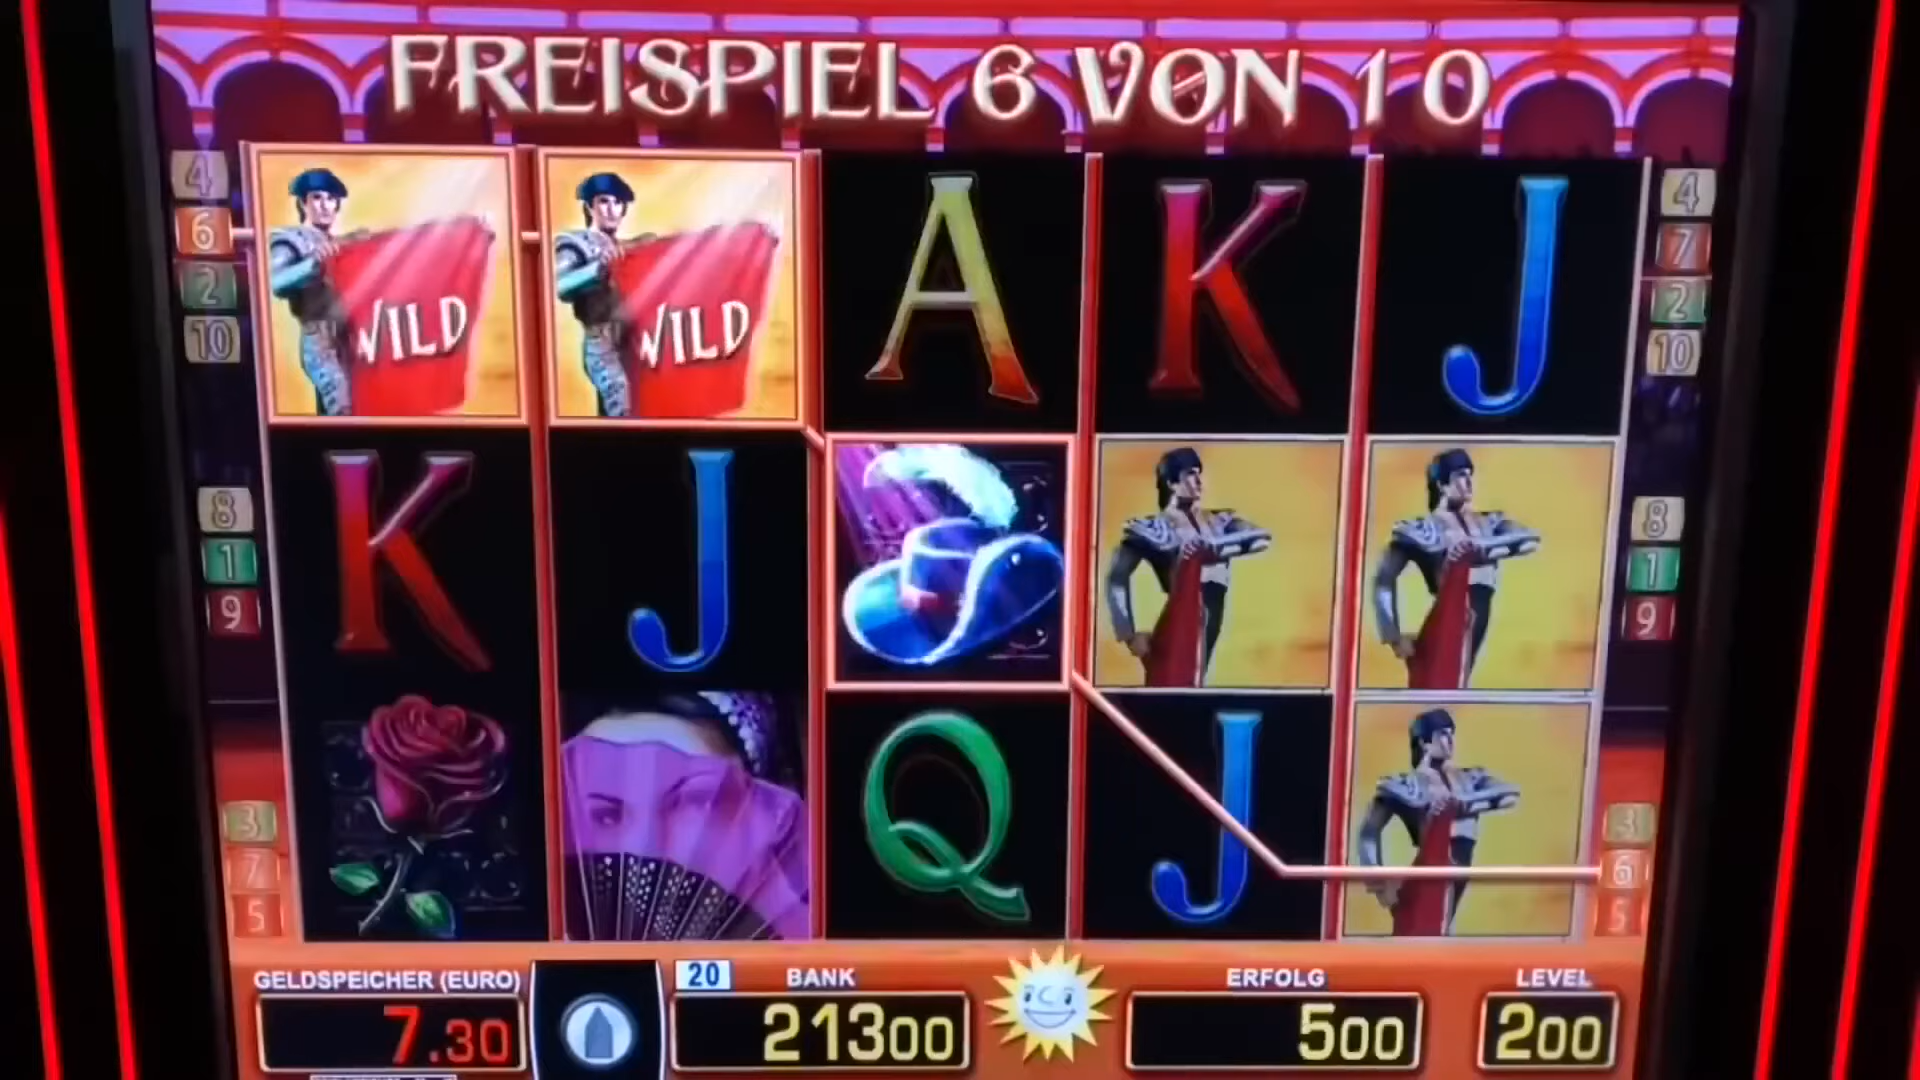 FREISPIEL 6 VON 10
4 4
6 WILD WILD A K J 7
2 2
10 10
8 K J 8
1 1
9 9
3 Q J 3
7 6
5 5
GELDSPEICHER (EURO) 20 BANK ERFOLG LEVEL
7.30 21300 500 200